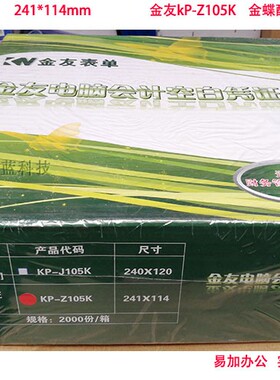 241*114mm 金友kP-Z105K 金蝶
金友表单
金友电脑会计空白凭证
蓝科技
产品代码 尺寸
KP-J105K 240X120
KP-Z105K 241X114
规格：2000份/箱
金友电脑
易加办公